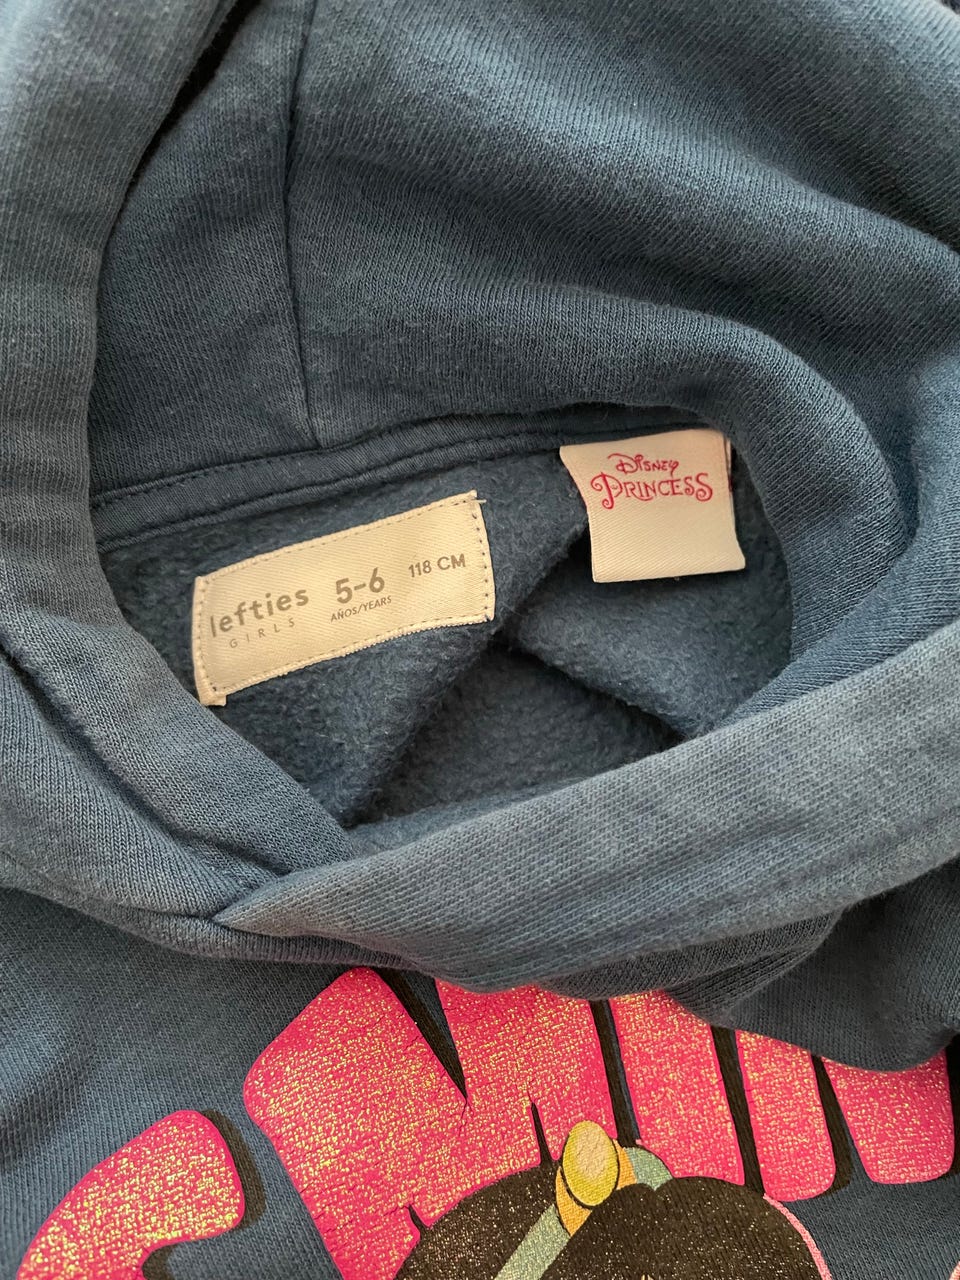 lefties
GIRLS
5-6
AÑOS/YEARS
118 CM
Disney
PRINCESS